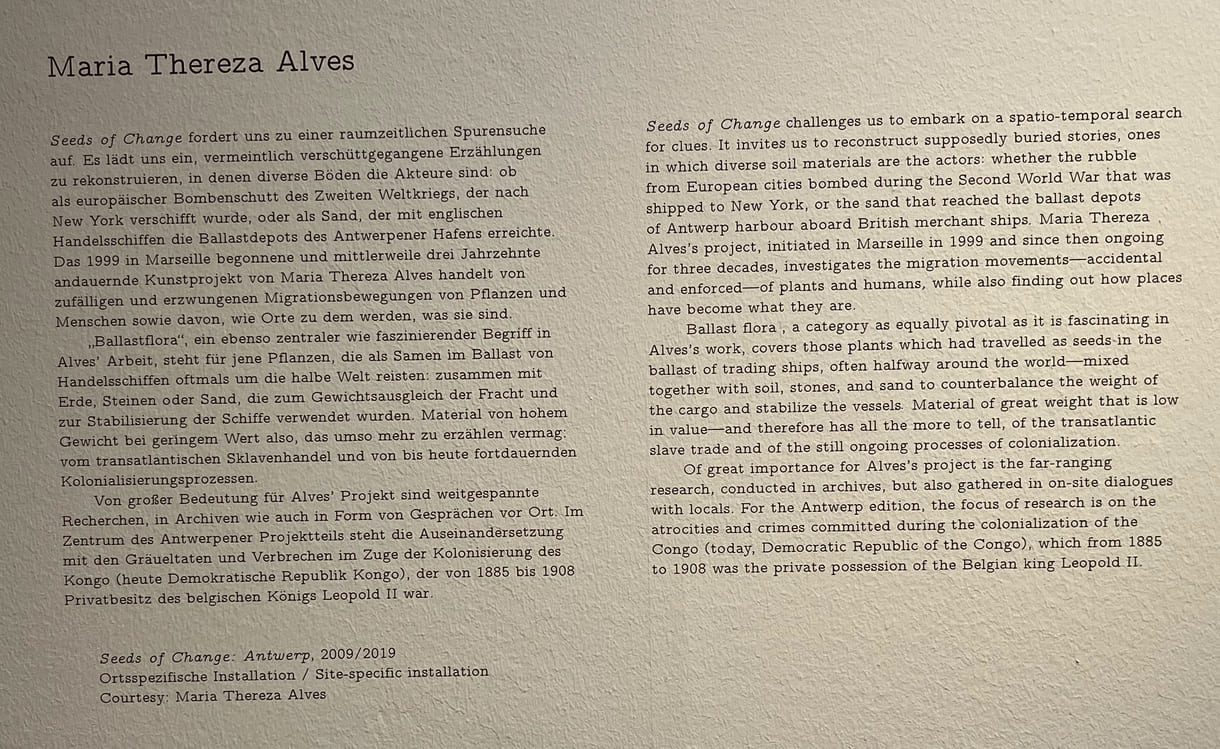 Maria Thereza Alves
Seeds of Change fordert uns zu einer raumzeitlichen Spurensuche
auf. Es lädt uns ein, vermeintlich verschüttgegangene Erzählungen
zu rekonstruieren, in denen diverse Böden die Akteure sind: ob
als europäischer Bombenschutt des Zweiten Weltkriegs, der nach
New York verschifft wurde, oder als Sand, der mit englischen
Handelsschiffen die Ballastdepots des Antwerpener Hafens erreichte.
Das 1999 in Marseille begonnene und mittlerweile drei Jahrzehnte
andauernde Kunstprojekt von Maria Thereza Alves handelt von
zufälligen und erzwungenen Migrationsbewegungen von Pflanzen und
Menschen sowie davon, wie Orte zu dem werden, was sie sind.
„Ballastflora“, ein ebenso zentraler wie faszinierender Begriff in
Alves’ Arbeit, steht für jene Pflanzen, die als Samen im Ballast von
Handelsschiffen oftmals um die halbe Welt reisten: zusammen mit
Erde, Steinen oder Sand, die zum Gewichtsausgleich der Fracht und
zur Stabilisierung der Schiffe verwendet wurden. Material von hohem
Gewicht bei geringem Wert also, das umso mehr zu erzählen vermag:
vom transatlantischen Sklavenhandel und von bis heute fortdauernden
Kolonialisierungsprozessen.
Von großer Bedeutung für Alves’ Projekt sind weitgespannte
Recherchen, in Archiven wie auch in Form von Gesprächen vor Ort. Im
Zentrum des Antwerpener Projektteils steht die Auseinandersetzung
mit den Gräueltaten und Verbrechen im Zuge der Kolonisierung des
Kongo (heute Demokratische Republik Kongo), der von 1885 bis 1908
Privatbesitz des belgischen Königs Leopold II war.
Seeds of Change: Antwerp, 2009/2019
Ortsspezifische Installation / Site-specific installation
Courtesy: Maria Thereza Alves
Seeds of Change challenges us to embark on a spatio-temporal search
for clues. It invites us to reconstruct supposedly buried stories, ones
in which diverse soil materials are the actors: whether the rubble
from European cities bombed during the Second World War that was
shipped to New York, or the sand that reached the ballast depots
of Antwerp harbour aboard British merchant ships. Maria Thereza
Alves’s project, initiated in Marseille in 1999 and since then ongoing
for three decades, investigates the migration movements—accidental
and enforced—of plants and humans, while also finding out how places
have become what they are.
Ballast flora , a category as equally pivotal as it is fascinating in
Alves’s work, covers those plants which had travelled as seeds in the
ballast of trading ships, often halfway around the world—mixed
together with soil, stones, and sand to counterbalance the weight of
the cargo and stabilize the vessels. Material of great weight that is low
in value—and therefore has all the more to tell, of the transatlantic
slave trade and of the still ongoing processes of colonialization.
Of great importance for Alves’s project is the far-ranging
research, conducted in archives, but also gathered in on-site dialogues
with locals. For the Antwerp edition, the focus of research is on the
atrocities and crimes committed during the colonialization of the
Congo (today, Democratic Republic of the Congo), which from 1885
to 1908 was the private possession of the Belgian king Leopold II.